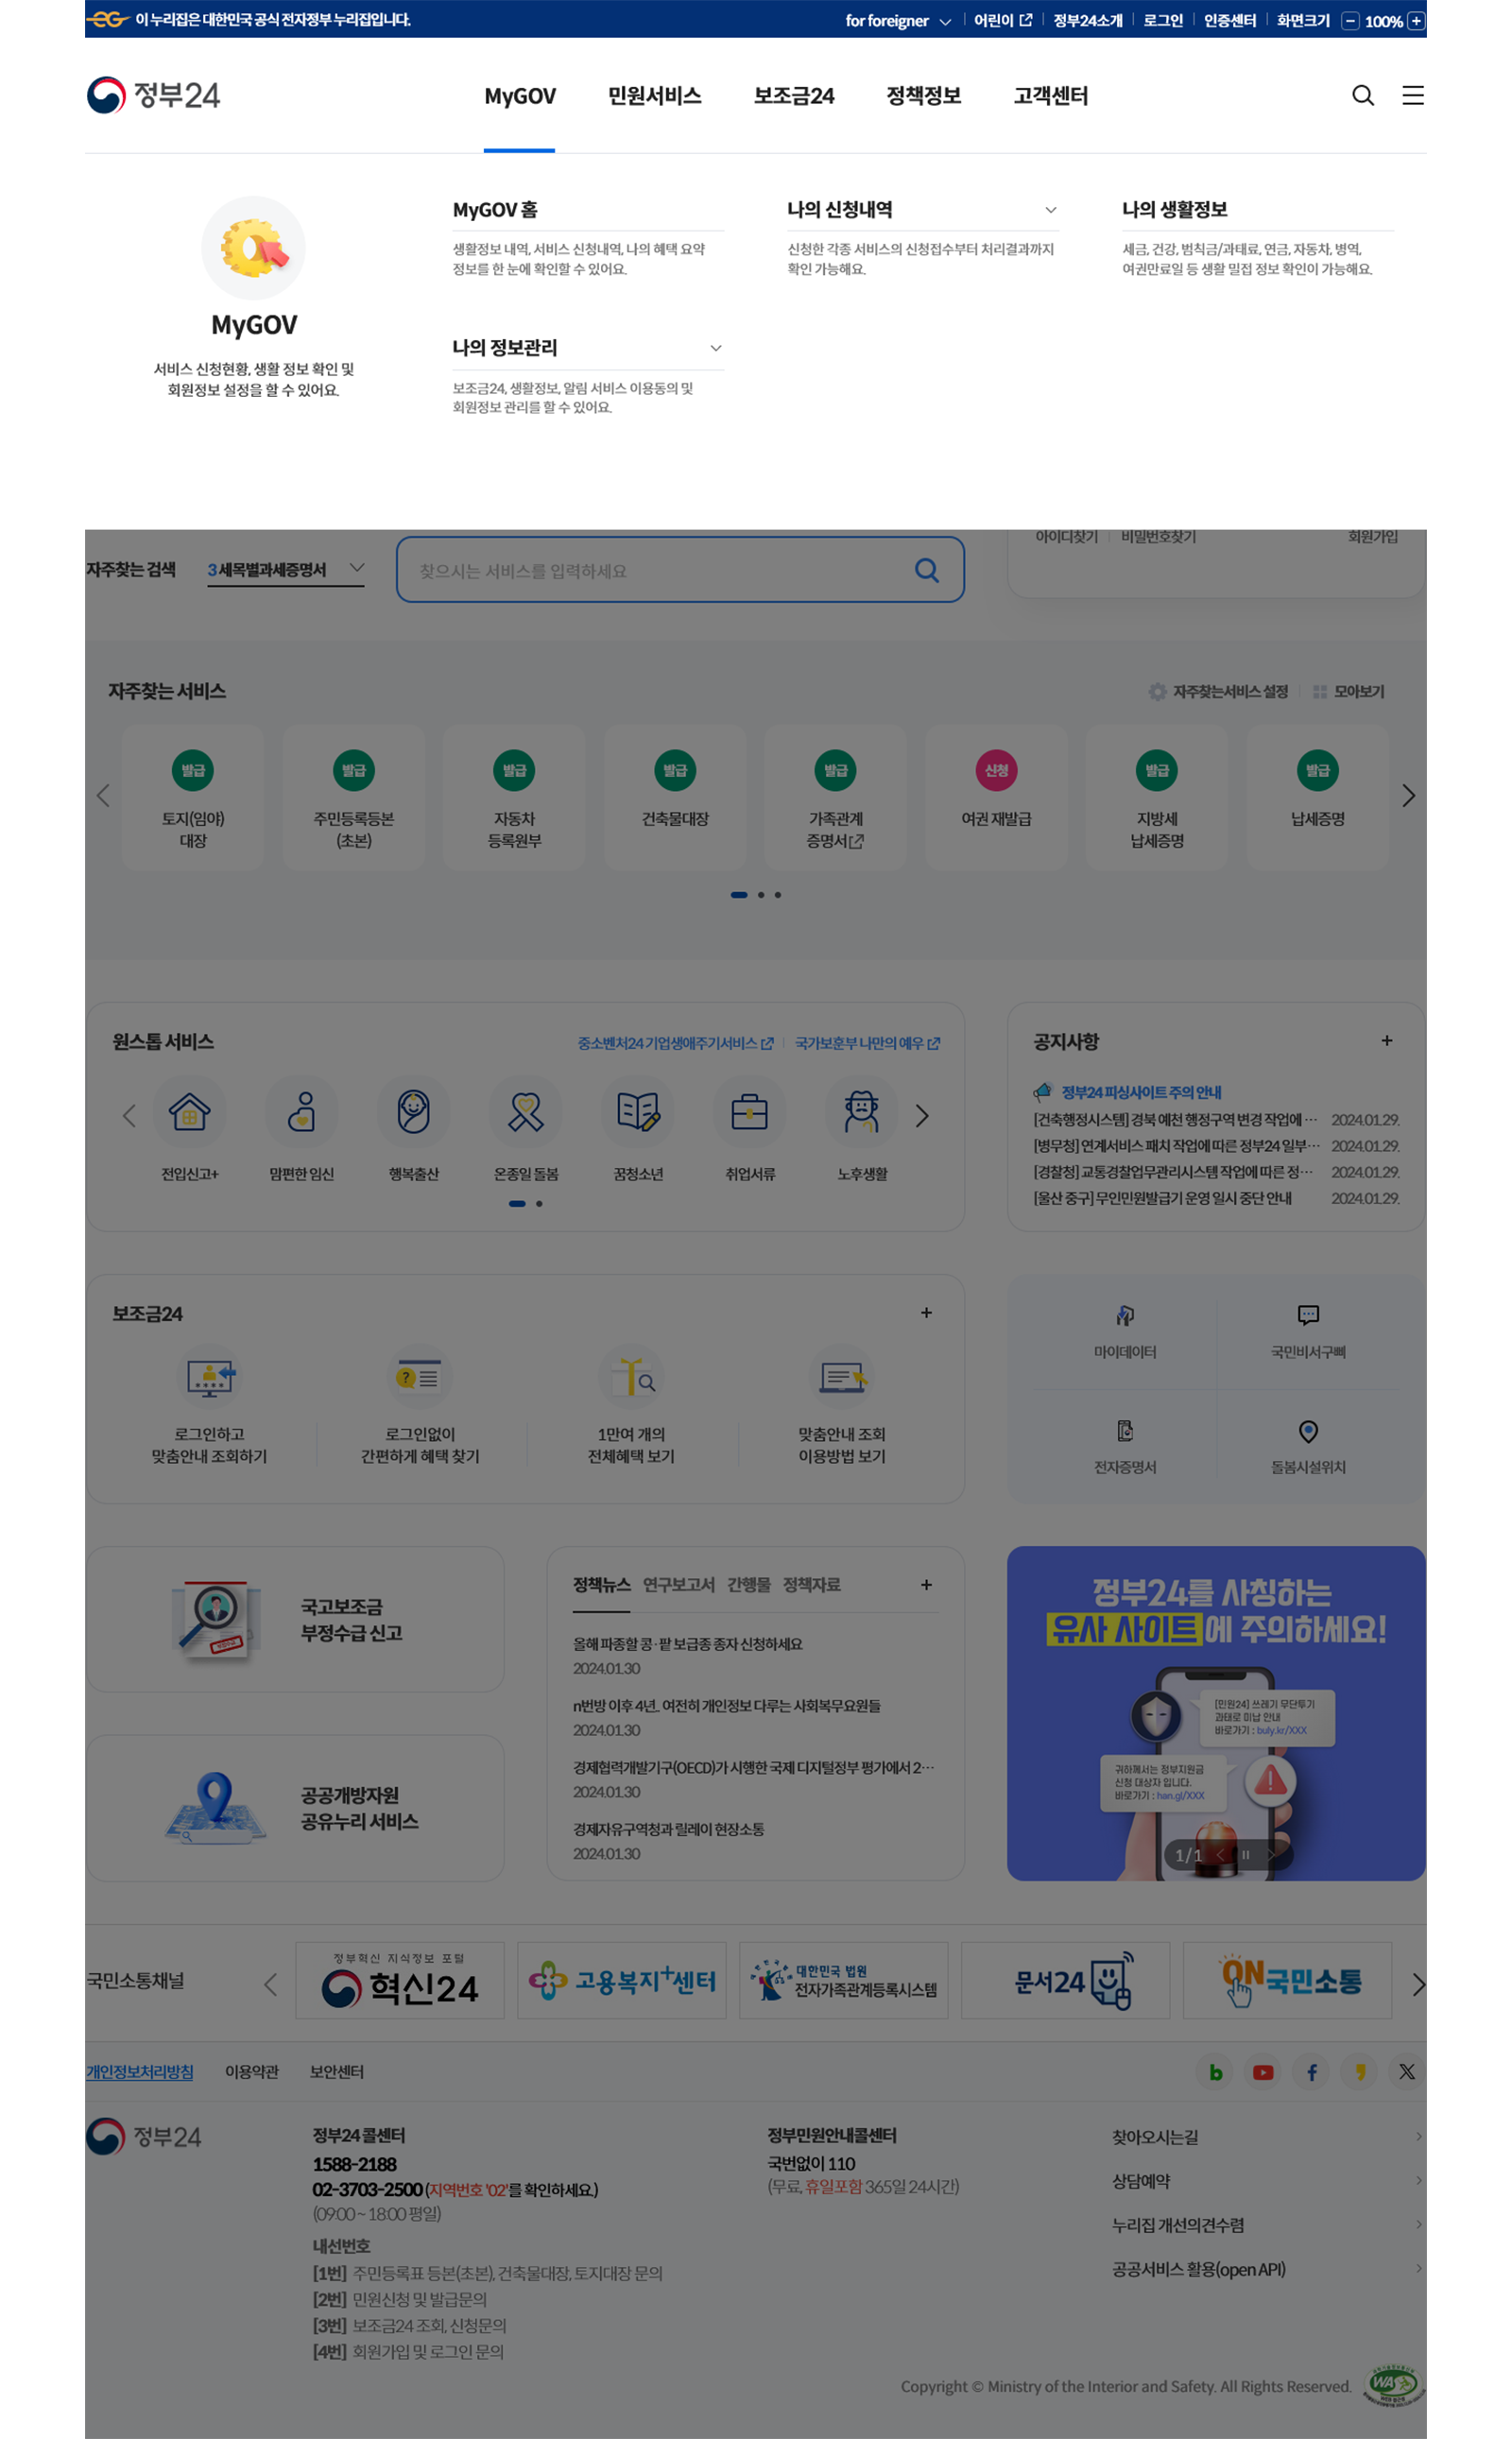 이 누리집은 대한민국 공식 전자정부 누리집입니다.
for foreigner 어린이 정부24소개 로그인 인증센터 화면크기 100%
정부24
MyGOV 민원서비스 보조금24 정책정보 고객센터
MyGOV
서비스 신청현황, 생활 정보 확인 및
회원정보 설정을 할 수 있어요.
MyGOV 홈
생활정보 내역, 서비스 신청내역, 나의 혜택 요약
정보를 한 눈에 확인할 수 있어요.
나의 신청내역
신청한 각종 서비스의 신청접수부터 처리결과까지
확인 가능해요.
나의 생활정보
세금, 건강, 범칙금/과태료, 연금, 자동차, 병역,
여권만료일 등 생활 밀접 정보 확인이 가능해요.
나의 정보관리
보조금24, 생활정보, 알림 서비스 이용동의 및
회원정보 관리를 할 수 있어요.
아이디찾기 비밀번호찾기 회원가입
자주찾는 검색 3 세목별과세증명서
찾으시는 서비스를 입력하세요
자주찾는 서비스
자주찾는서비스 설정 모아보기
발급
토지(임야)
대장
발급
주민등록등본
(초본)
발급
자동차
등록원부
발급
건축물대장
발급
가족관계
증명서
신청
여권 재발급
발급
지방세
납세증명
발급
납세증명
원스톱 서비스
중소벤처24 기업생애주기서비스 국가보훈부 나만의 예우
전입신고+ 맘편한 임신 행복출산 온종일 돌봄 꿈청소년 취업서류 노후생활
공지사항 +
정부24 피싱사이트 주의 안내
[건축행정시스템] 경북 예천 행정구역 변경 작업에 ··· 2024.01.29.
[병무청] 연계서비스 패치 작업에 따른 정부24 일부··· 2024.01.29.
[경찰청] 교통경찰업무관리시스템 작업에 따른 정··· 2024.01.29.
[울산 중구] 무인민원발급기 운영 일시 중단 안내 2024.01.29.
보조금24 +
로그인하고
맞춤안내 조회하기
로그인없이
간편하게 혜택 찾기
1만여 개의
전체혜택 보기
맞춤안내 조회
이용방법 보기
마이데이터 국민비서구삐
전자증명서 돌봄시설위치
국고보조금
부정수급 신고
공공개방자원
공유누리 서비스
정책뉴스 연구보고서 간행물 정책자료 +
올해 파종할 콩·팥 보급종 종자 신청하세요
2024.01.30
n번방 이후 4년.. 여전히 개인정보 다루는 사회복무요원들
2024.01.30
경제협력개발기구(OECD)가 시행한 국제 디지털정부 평가에서 2···
2024.01.30
경제자유구역청과 릴레이 현장소통
2024.01.30
정부24를 사칭하는
유사 사이트에 주의하세요!
[민원24] 쓰레기 무단투기
과태료 미납 안내
바로가기 : buly.kr/XXX
귀하께서는 정부지원금
신청 대상자 입니다.
바로가기 : han.gl/XXX
1/1
국민소통채널
정부혁신 지식정보 포털
혁신24
고용복지+센터
대한민국 법원
전자가족관계등록시스템
문서24
ON국민소통
개인정보처리방침 이용약관 보안센터
정부24
정부24 콜센터
1588-2188
02-3703-2500 (지역번호 '02'를 확인하세요.)
(09:00 ~ 18:00 평일)
내선번호
[1번] 주민등록표 등본(초본), 건축물대장, 토지대장 문의
[2번] 민원신청 및 발급문의
[3번] 보조금24 조회, 신청문의
[4번] 회원가입 및 로그인 문의
정부민원안내콜센터
국번없이 110
(무료, 휴일포함 365일 24시간)
찾아오시는길
상담예약
누리집 개선의견수렴
공공서비스 활용(open API)
Copyright © Ministry of the Interior and Safety. All Rights Reserved.
WA